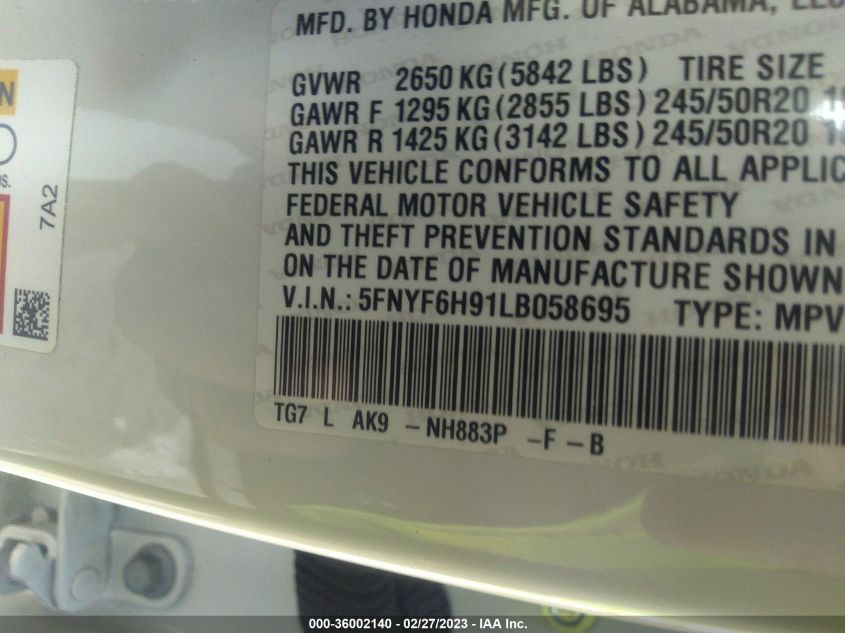 MFD. BY HONDA MFG. OF ALABAMA, LLC
GVWR 2650 KG (5842 LBS) TIRE SIZE
GAWR F 1295 KG (2855 LBS) 245/50R20
GAWR R 1425 KG (3142 LBS) 245/50R20
THIS VEHICLE CONFORMS TO ALL APPLIC
FEDERAL MOTOR VEHICLE SAFETY
AND THEFT PREVENTION STANDARDS IN
ON THE DATE OF MANUFACTURE SHOWN
V.I.N.: 5FNYF6H91LB058695 TYPE: MPV
TG7 L AK9 - NH883P - F - B
7A2
000-36002140 - 02/27/2023 - IAA Inc.